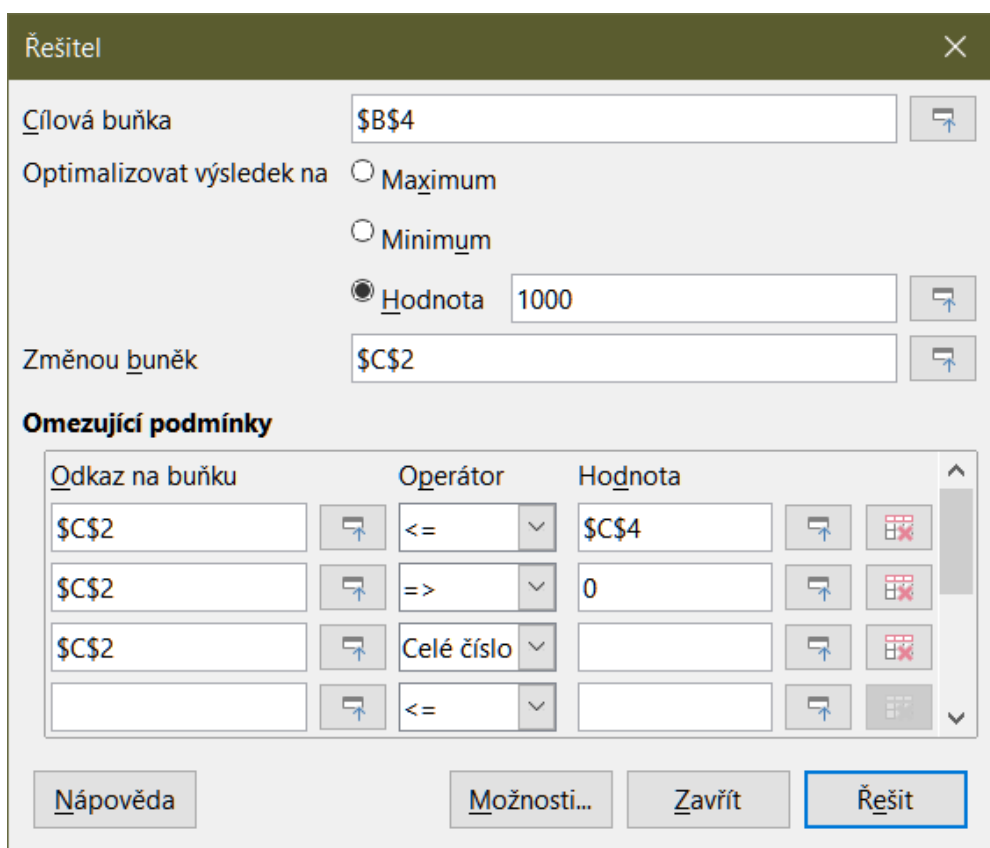 Řešitel
Cílová buňka $B$4
Optimalizovat výsledek na Maximum
Minimum
Hodnota 1000
Změnou buněk $C$2
Omezující podmínky
Odkaz na buňku Operátor Hodnota
$C$2 <= $C$4
$C$2 => 0
$C$2 Celé číslo
<=
Nápověda Možnosti... Zavřít Řešit